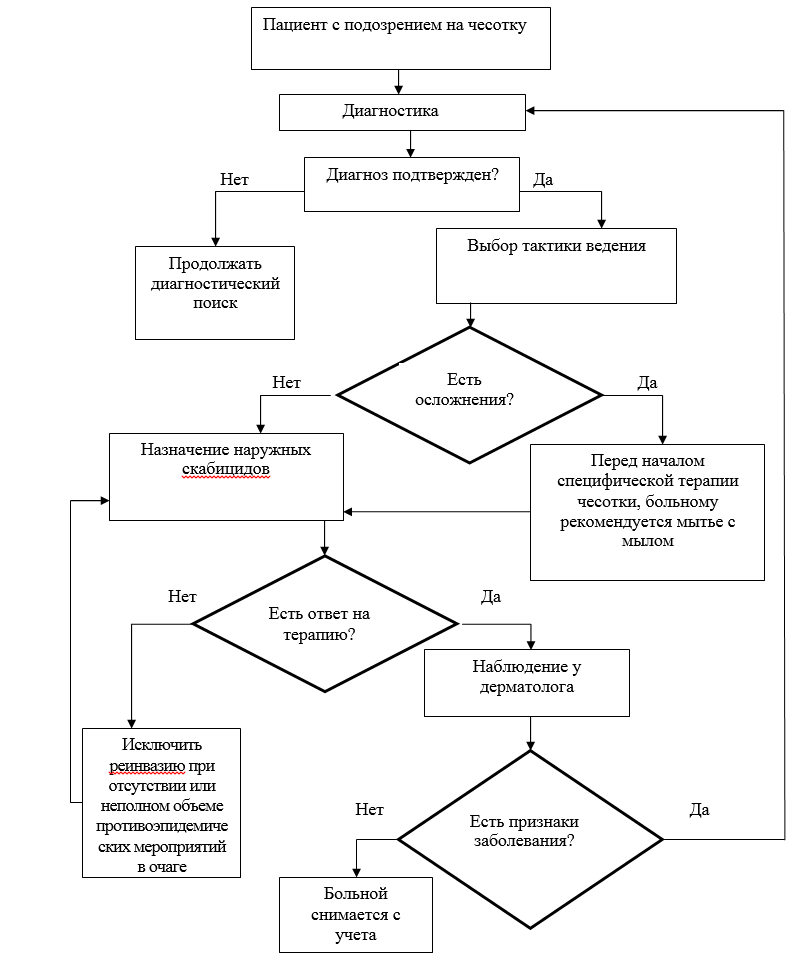 Пациент с подозрением на чесотку
Диагностика
Диагноз подтвержден?
Нет
Да
Продолжать
диагностический
поиск
Выбор тактики ведения
Есть
осложнения?
Нет
Да
Назначение наружных
скабицидов
Перед началом
специфической терапии
чесотки, больному
рекомендуется мытье с
мылом
Есть ответ на
терапию?
Нет
Да
Наблюдение у
дерматолога
Исключить
реинвазию при
отсутствии или
неполном объеме
противоэпидемиче
ских мероприятий
в очаге
Есть признаки
заболевания?
Нет
Да
Больной
снимается с
учета